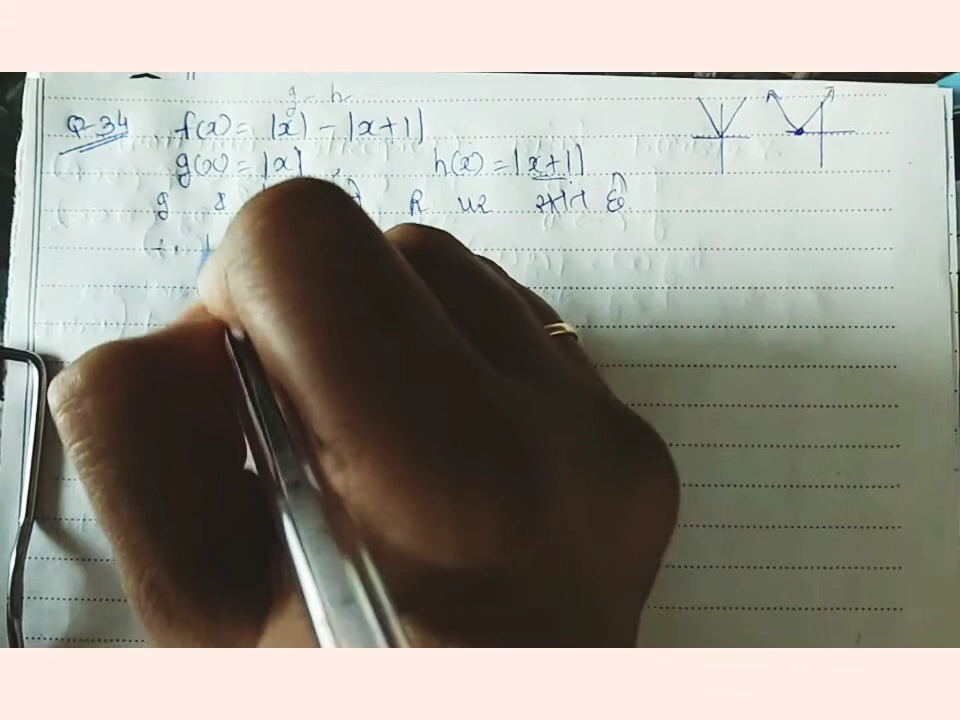 g - h
Q-34 f(x) = |x| - |x+1|
g(x) = |x| , h(x) = |x+1|
g R પર સતત છે.